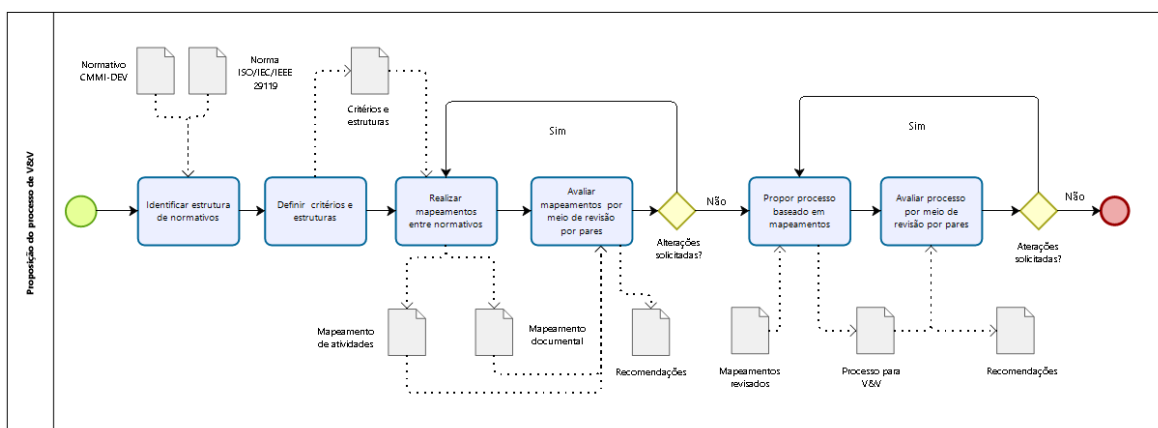 Proposição do processo de V&V
Normativo
CMMI-DEV
Norma
ISO/IEC/IEEE
29119
Critérios e
estruturas
Sim
Sim
Identificar estrutura
de normativos
Definir critérios e
estruturas
Realizar
mapeamentos
entre normativos
Avaliar
mapeamentos por
meio de revisão
por pares
Não
Alterações
solicitadas?
Propor processo
baseado em
mapeamentos
Avaliar processo
por meio de
revisão por pares
Não
Alterações
solicitadas?
Mapeamento
de atividades
Mapeamento
documental
Recomendações
Mapeamentos
revisados
Processo para
V&V
Recomendações